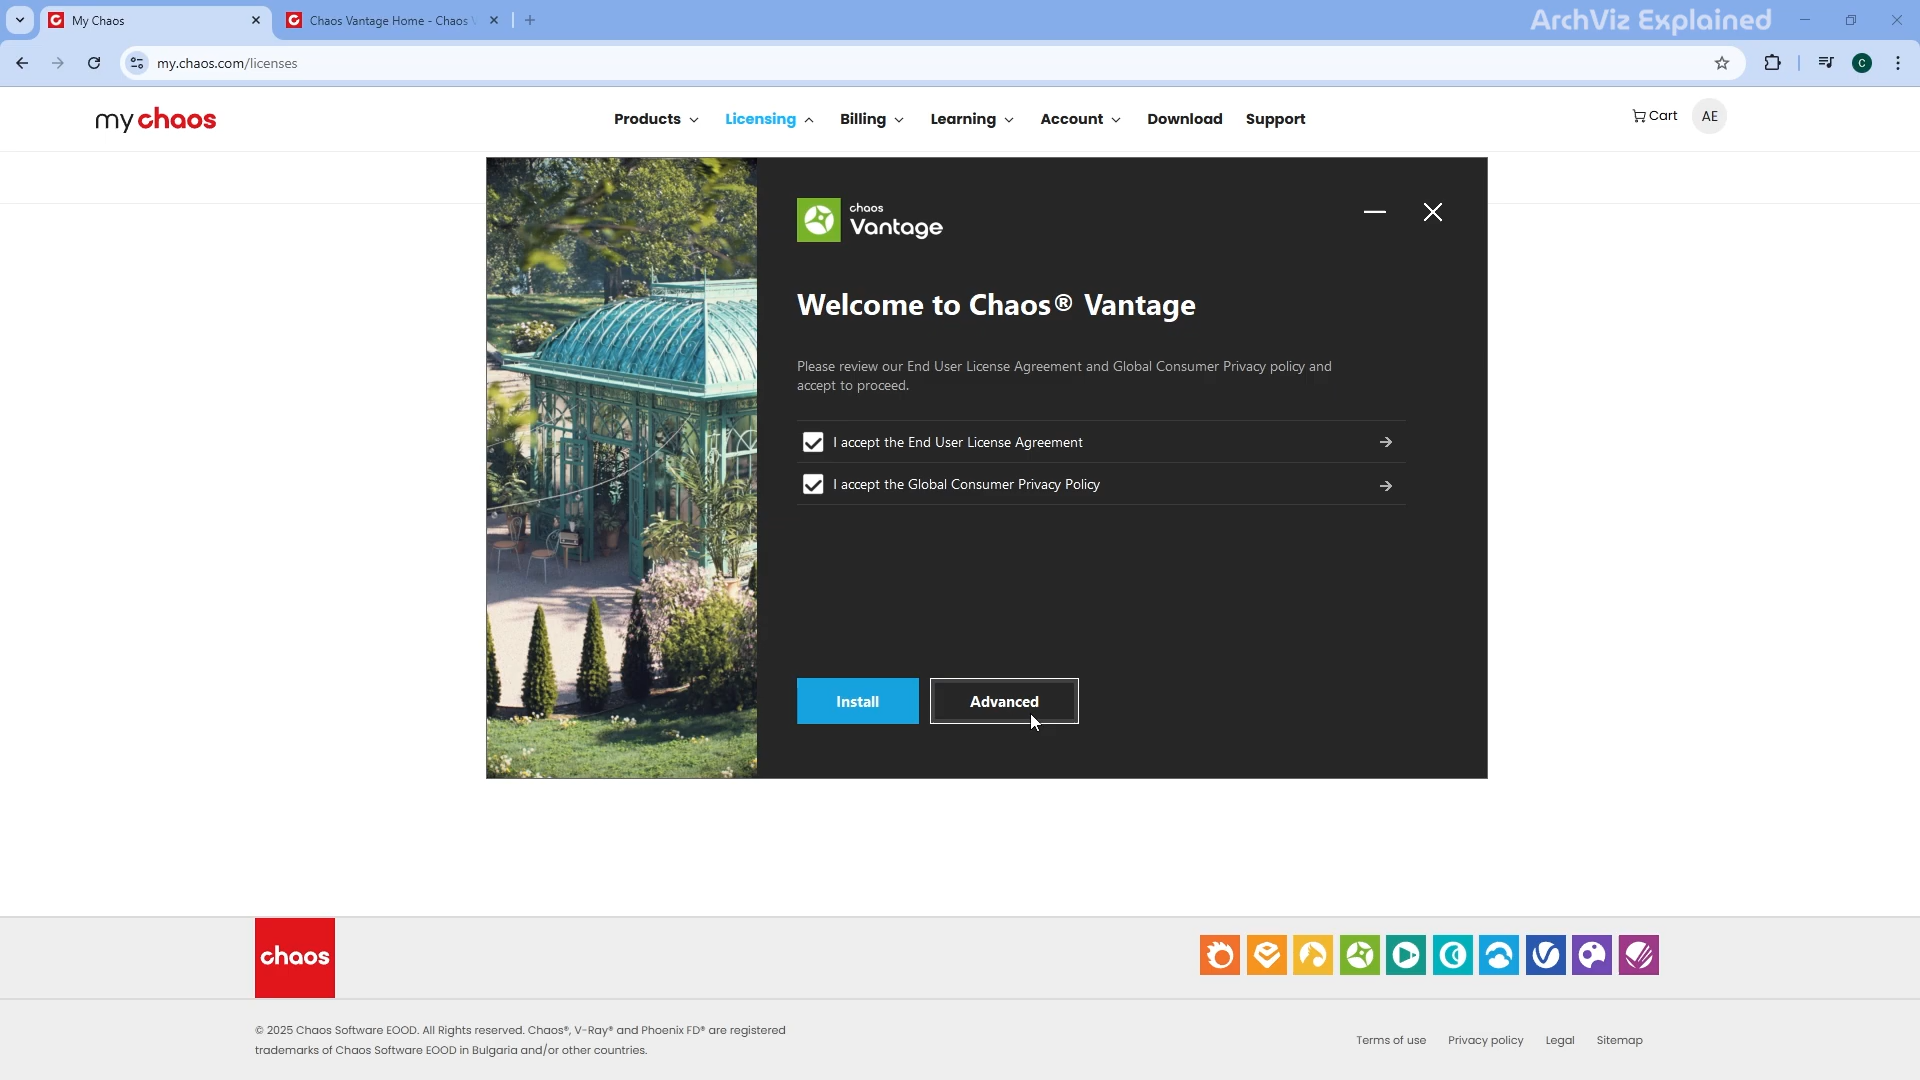 My Chaos
Chaos Vantage Home - Chaos
ArchViz Explained
my.chaos.com/licenses
C
my chaos
Products
Licensing
Billing
Learning
Account
Download
Support
Cart
AE
chaos
Vantage
Welcome to Chaos® Vantage
Please review our End User License Agreement and Global Consumer Privacy policy and
accept to proceed.
I accept the End User License Agreement
I accept the Global Consumer Privacy Policy
Install
Advanced
chaos
© 2025 Chaos Software EOOD. All Rights reserved. Chaos®, V-Ray® and Phoenix FD® are registered
trademarks of Chaos Software EOOD in Bulgaria and/or other countries.
Terms of use
Privacy policy
Legal
Sitemap